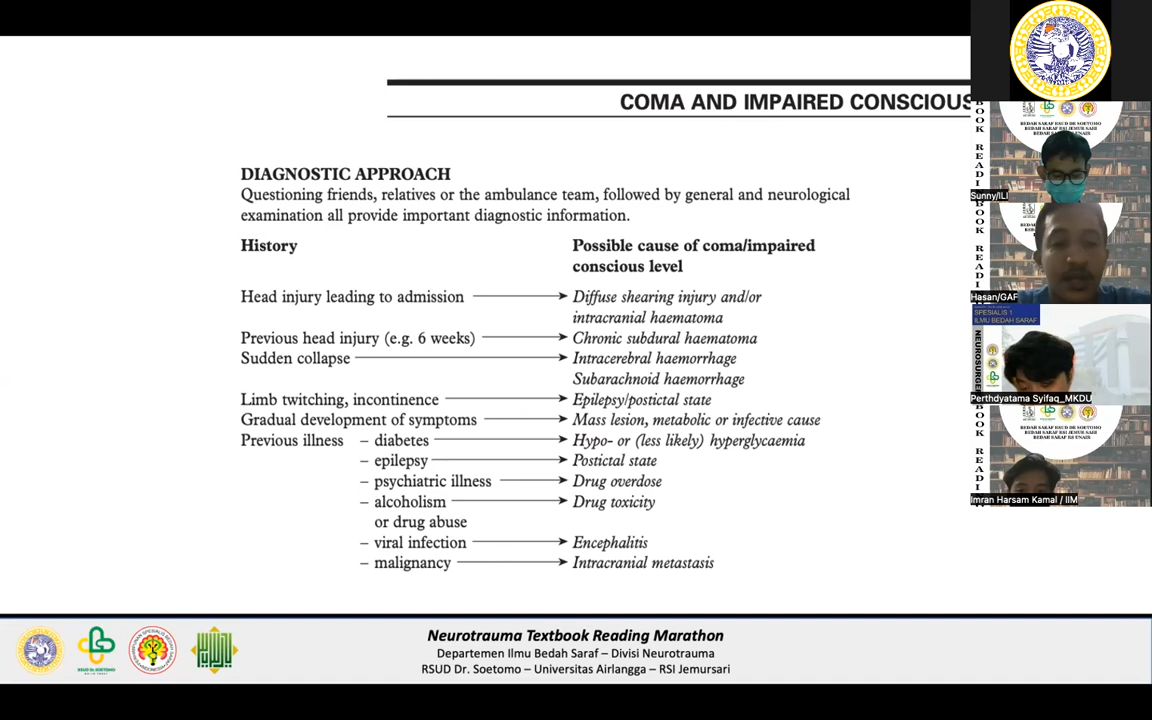 COMA AND IMPAIRED CONSCIOUS
DIAGNOSTIC APPROACH
Questioning friends, relatives or the ambulance team, followed by general and neurological
examination all provide important diagnostic information.
History
Possible cause of coma/impaired
conscious level
Head injury leading to admission
Diffuse shearing injury and/or
intracranial haematoma
Previous head injury (e.g. 6 weeks)
Chronic subdural haematoma
Sudden collapse
Intracerebral haemorrhage
Subarachnoid haemorrhage
Limb twitching, incontinence
Epilepsy/postictal state
Gradual development of symptoms
Mass lesion, metabolic or infective cause
Previous illness – diabetes
Hypo- or (less likely) hyperglycaemia
– epilepsy
Postictal state
– psychiatric illness
Drug overdose
– alcoholism
or drug abuse
Drug toxicity
– viral infection
Encephalitis
– malignancy
Intracranial metastasis
Neurotrauma Textbook Reading Marathon
Departemen Ilmu Bedah Saraf – Divisi Neurotrauma
RSUD Dr. Soetomo – Universitas Airlangga – RSI Jemursari
Sunny/ILI
Hasan/GAF
SPESIALIS 1
ILMU BEDAH SARAF
Perthdyatama Syifaq_MKDU
Imran Harsam Kamal / IIM